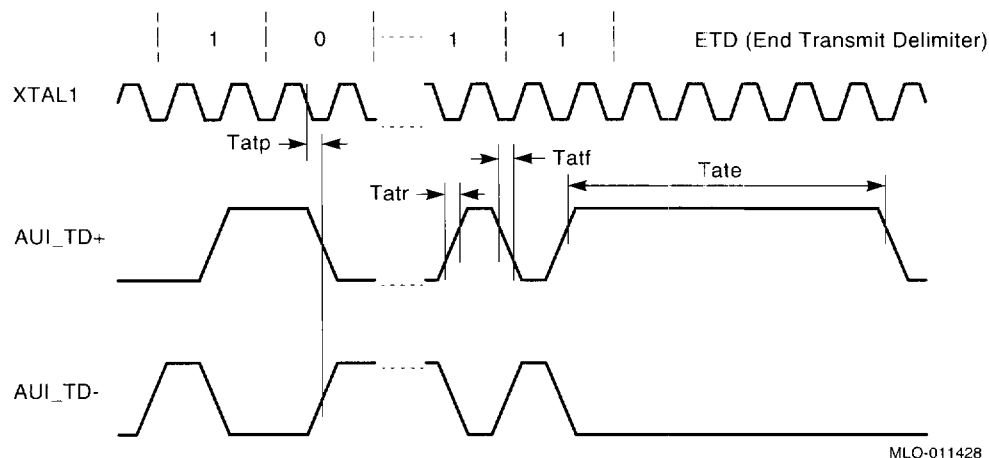 1 0 1 1 ETD (End Transmit Delimiter)
XTAL1
Tatp
Tatf
Tate
Tatr
AUI_TD+
AUI_TD-
MLO-011428